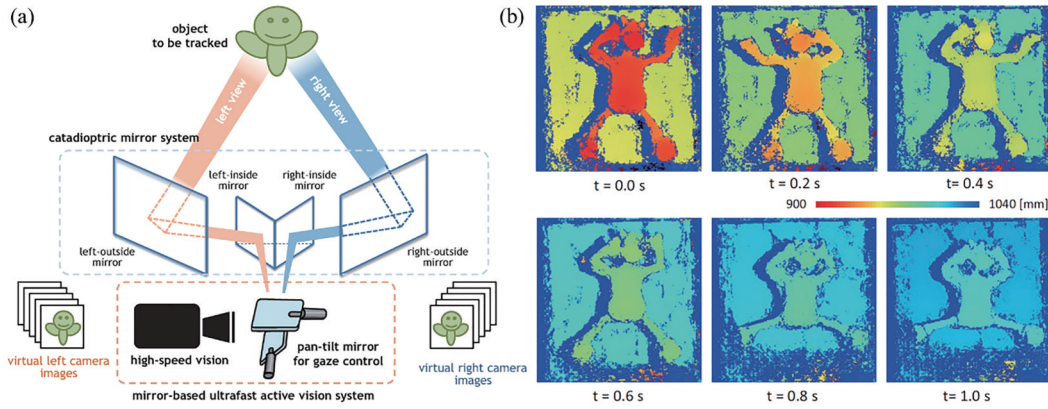 (a)
object
to be tracked
left view
right view
catadioptric mirror system
left-inside
mirror
right-inside
mirror
left-outside
mirror
right-outside
mirror
virtual left camera
images
high-speed vision
pan-tilt mirror
for gaze control
virtual right camera
images
mirror-based ultrafast active vision system
(b)
t = 0.0 s
t = 0.2 s
t = 0.4 s
900
1040 [mm]
t = 0.6 s
t = 0.8 s
t= 1.0 s